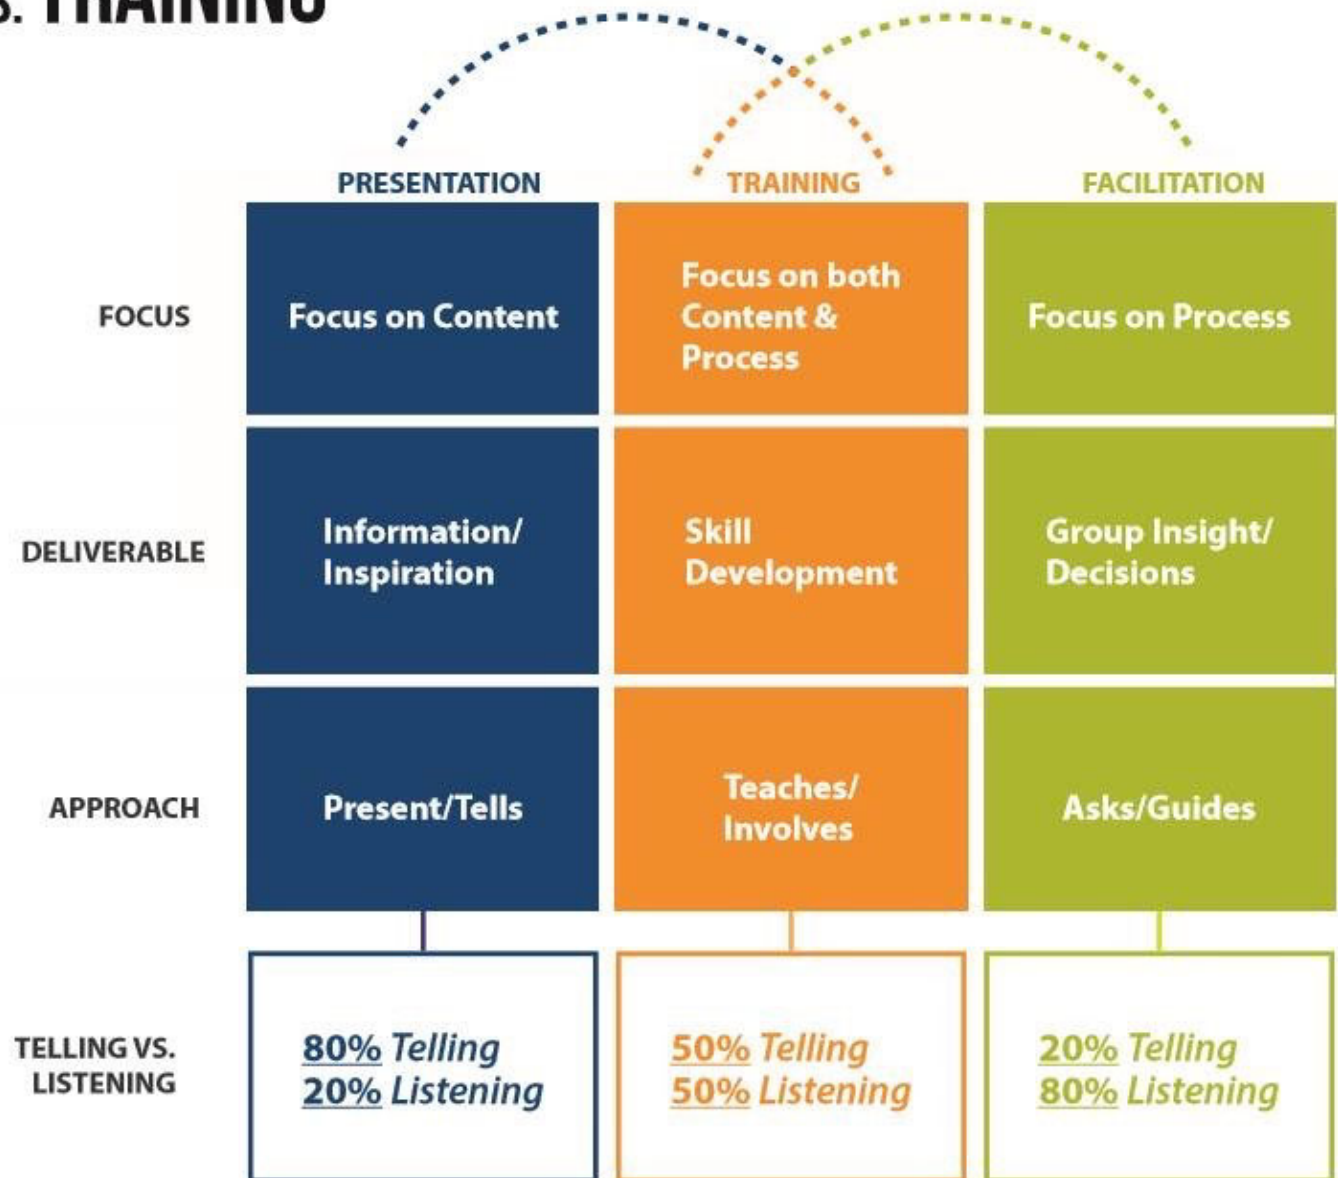 S. TRAINING
PRESENTATION
TRAINING
FACILITATION
FOCUS
Focus on Content
Focus on both
Content &
Process
Focus on Process
DELIVERABLE
Information/
Inspiration
Skill
Development
Group Insight/
Decisions
APPROACH
Present/Tells
Teaches/
Involves
Asks/Guides
TELLING VS.
LISTENING
80% Telling
20% Listening
50% Telling
50% Listening
20% Telling
80% Listening